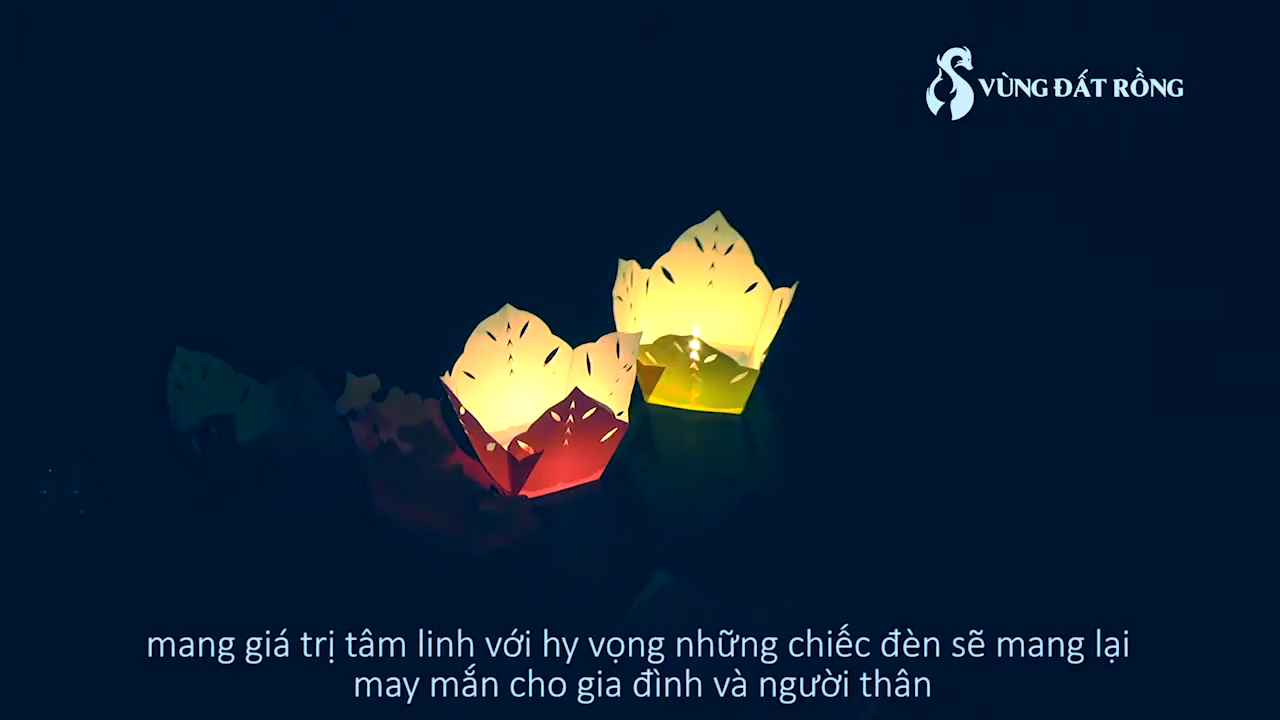 VÙNG ĐẤT RỒNG
mang giá trị tâm linh với hy vọng những chiếc đèn sẽ mang lại
may mắn cho gia đình và người thân